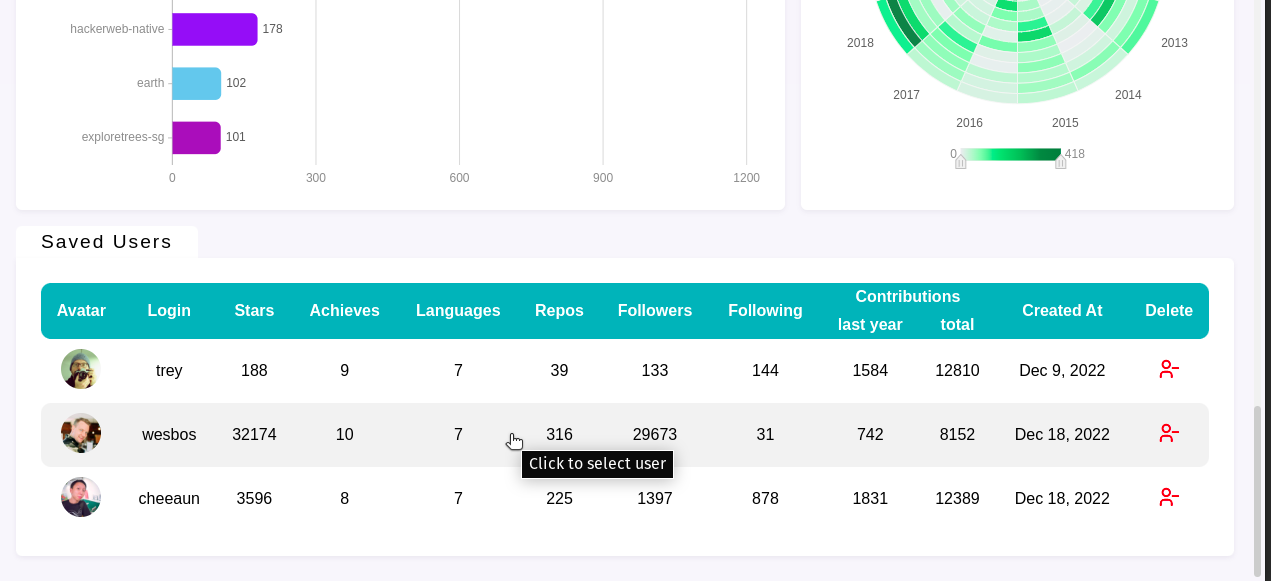 hackerweb-native 178
earth 102
exploretrees-sg 101
0 300 600 900 1200
2018 2013
2017 2014
2016 2015
0 418
Saved Users
Avatar Login Stars Achieves Languages Repos Followers Following Contributions last year total Created At Delete
trey 188 9 7 39 133 144 1584 12810 Dec 9, 2022
wesbos 32174 10 7 316 29673 31 742 8152 Dec 18, 2022
Click to select user
cheeaun 3596 8 7 225 1397 878 1831 12389 Dec 18, 2022